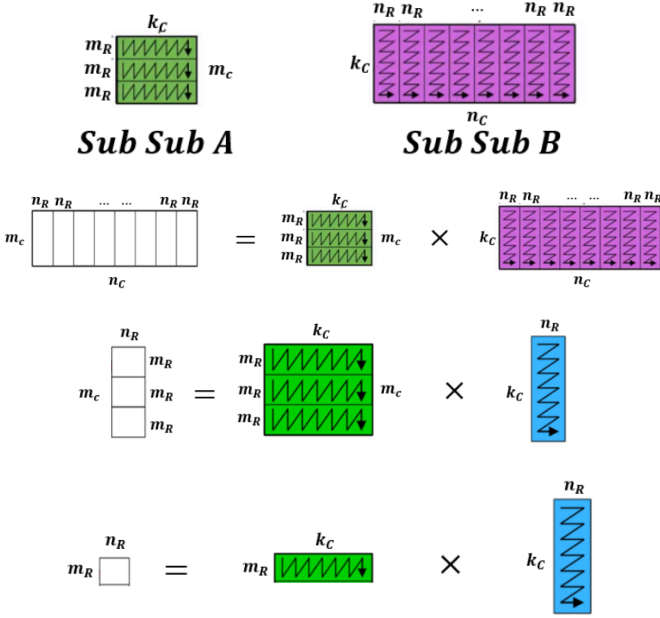 k_C n_R n_R ... n_R n_R
m_R
m_R m_c k_C
m_R
n_C
Sub Sub A Sub Sub B
n_R n_R ... ... n_R n_R k_C n_R n_R ... ... n_R n_R
m_R
m_c = m_R m_c × k_C
m_R
n_C n_C
n_R k_C n_R
m_R m_R
m_c m_R = m_R m_c × k_C
m_R m_R
n_R k_C n_R
m_R = m_R × k_C